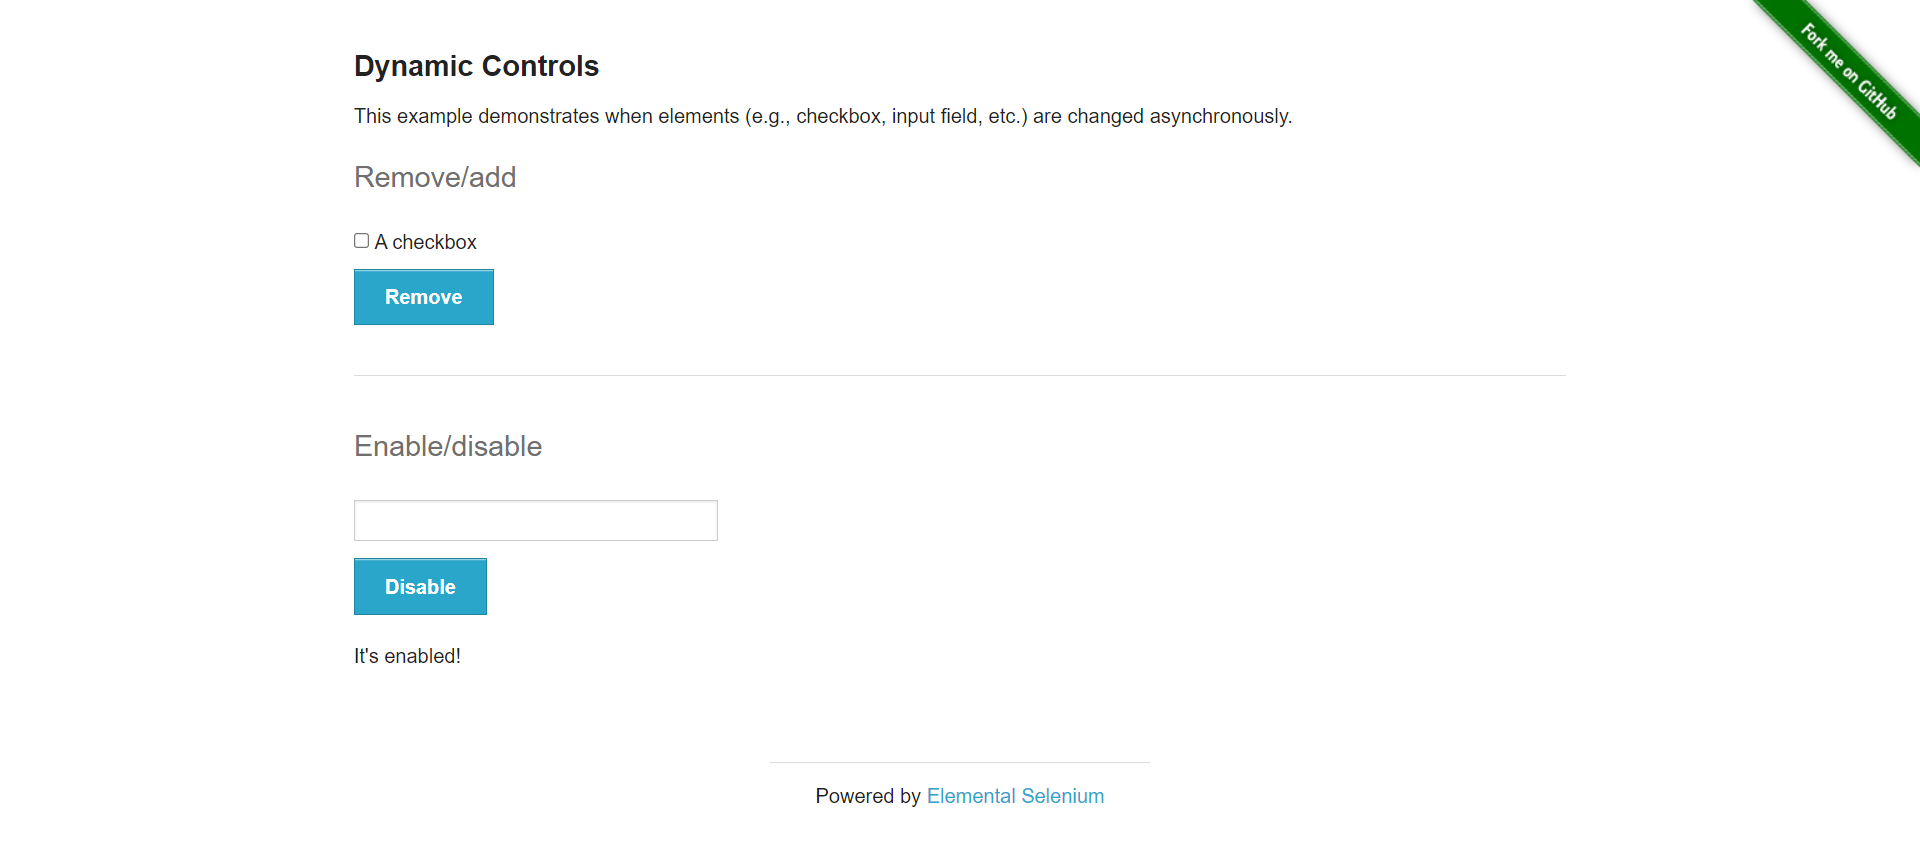 Fork me on GitHub
Dynamic Controls
This example demonstrates when elements (e.g., checkbox, input field, etc.) are changed asynchronously.
Remove/add
A checkbox
Remove
Enable/disable
Disable
It's enabled!
Powered by Elemental Selenium